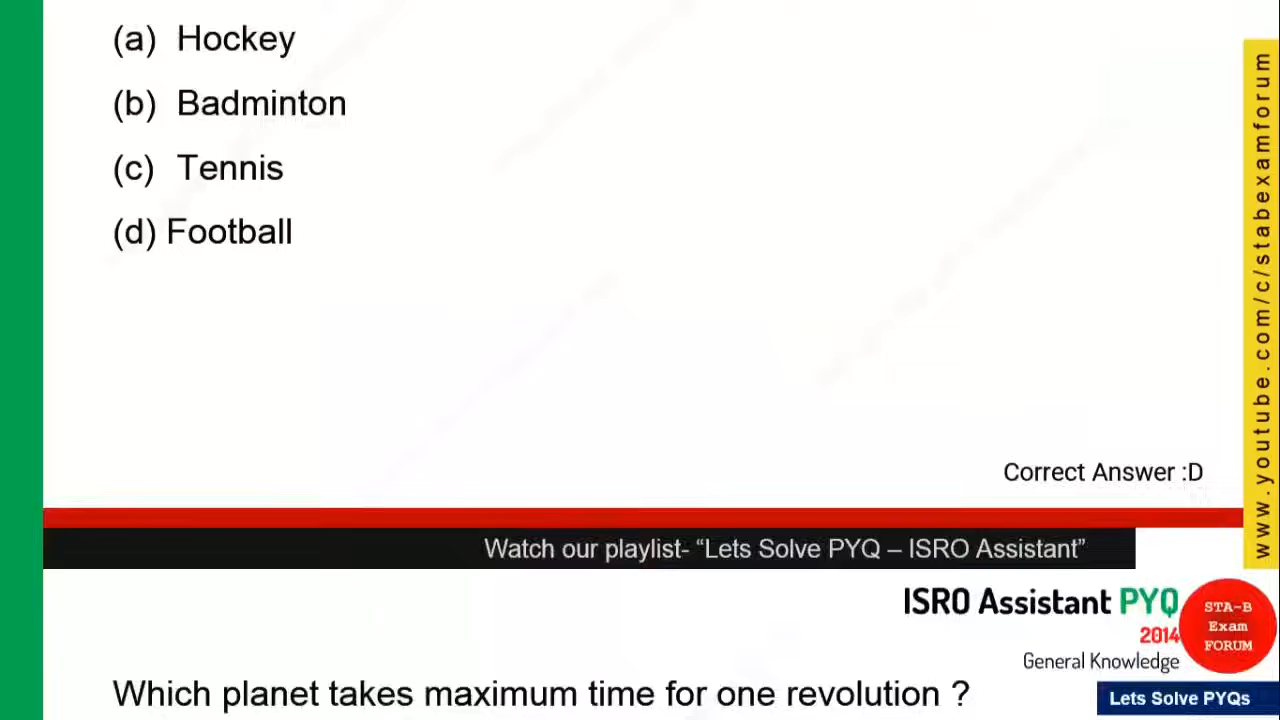 (a) Hockey
(b) Badminton
(c) Tennis
(d) Football
Correct Answer :D
www.youtube.com/c/stabexamforum
Watch our playlist- “Lets Solve PYQ – ISRO Assistant”
ISRO Assistant PYQ
2014
General Knowledge
STA-B
Exam
FORUM
Lets Solve PYQs
Which planet takes maximum time for one revolution ?